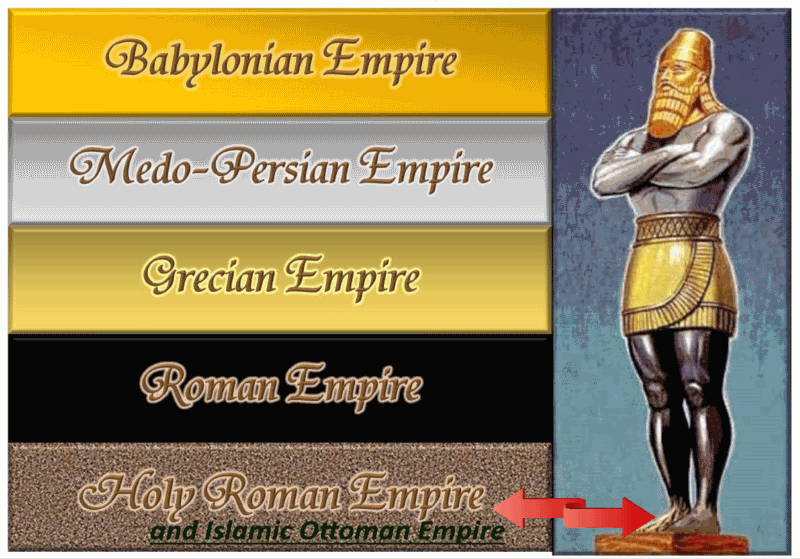 Babylonian Empire
Medo-Persian Empire
Grecian Empire
Roman Empire
Holy Roman Empire
and Islamic Ottoman Empire